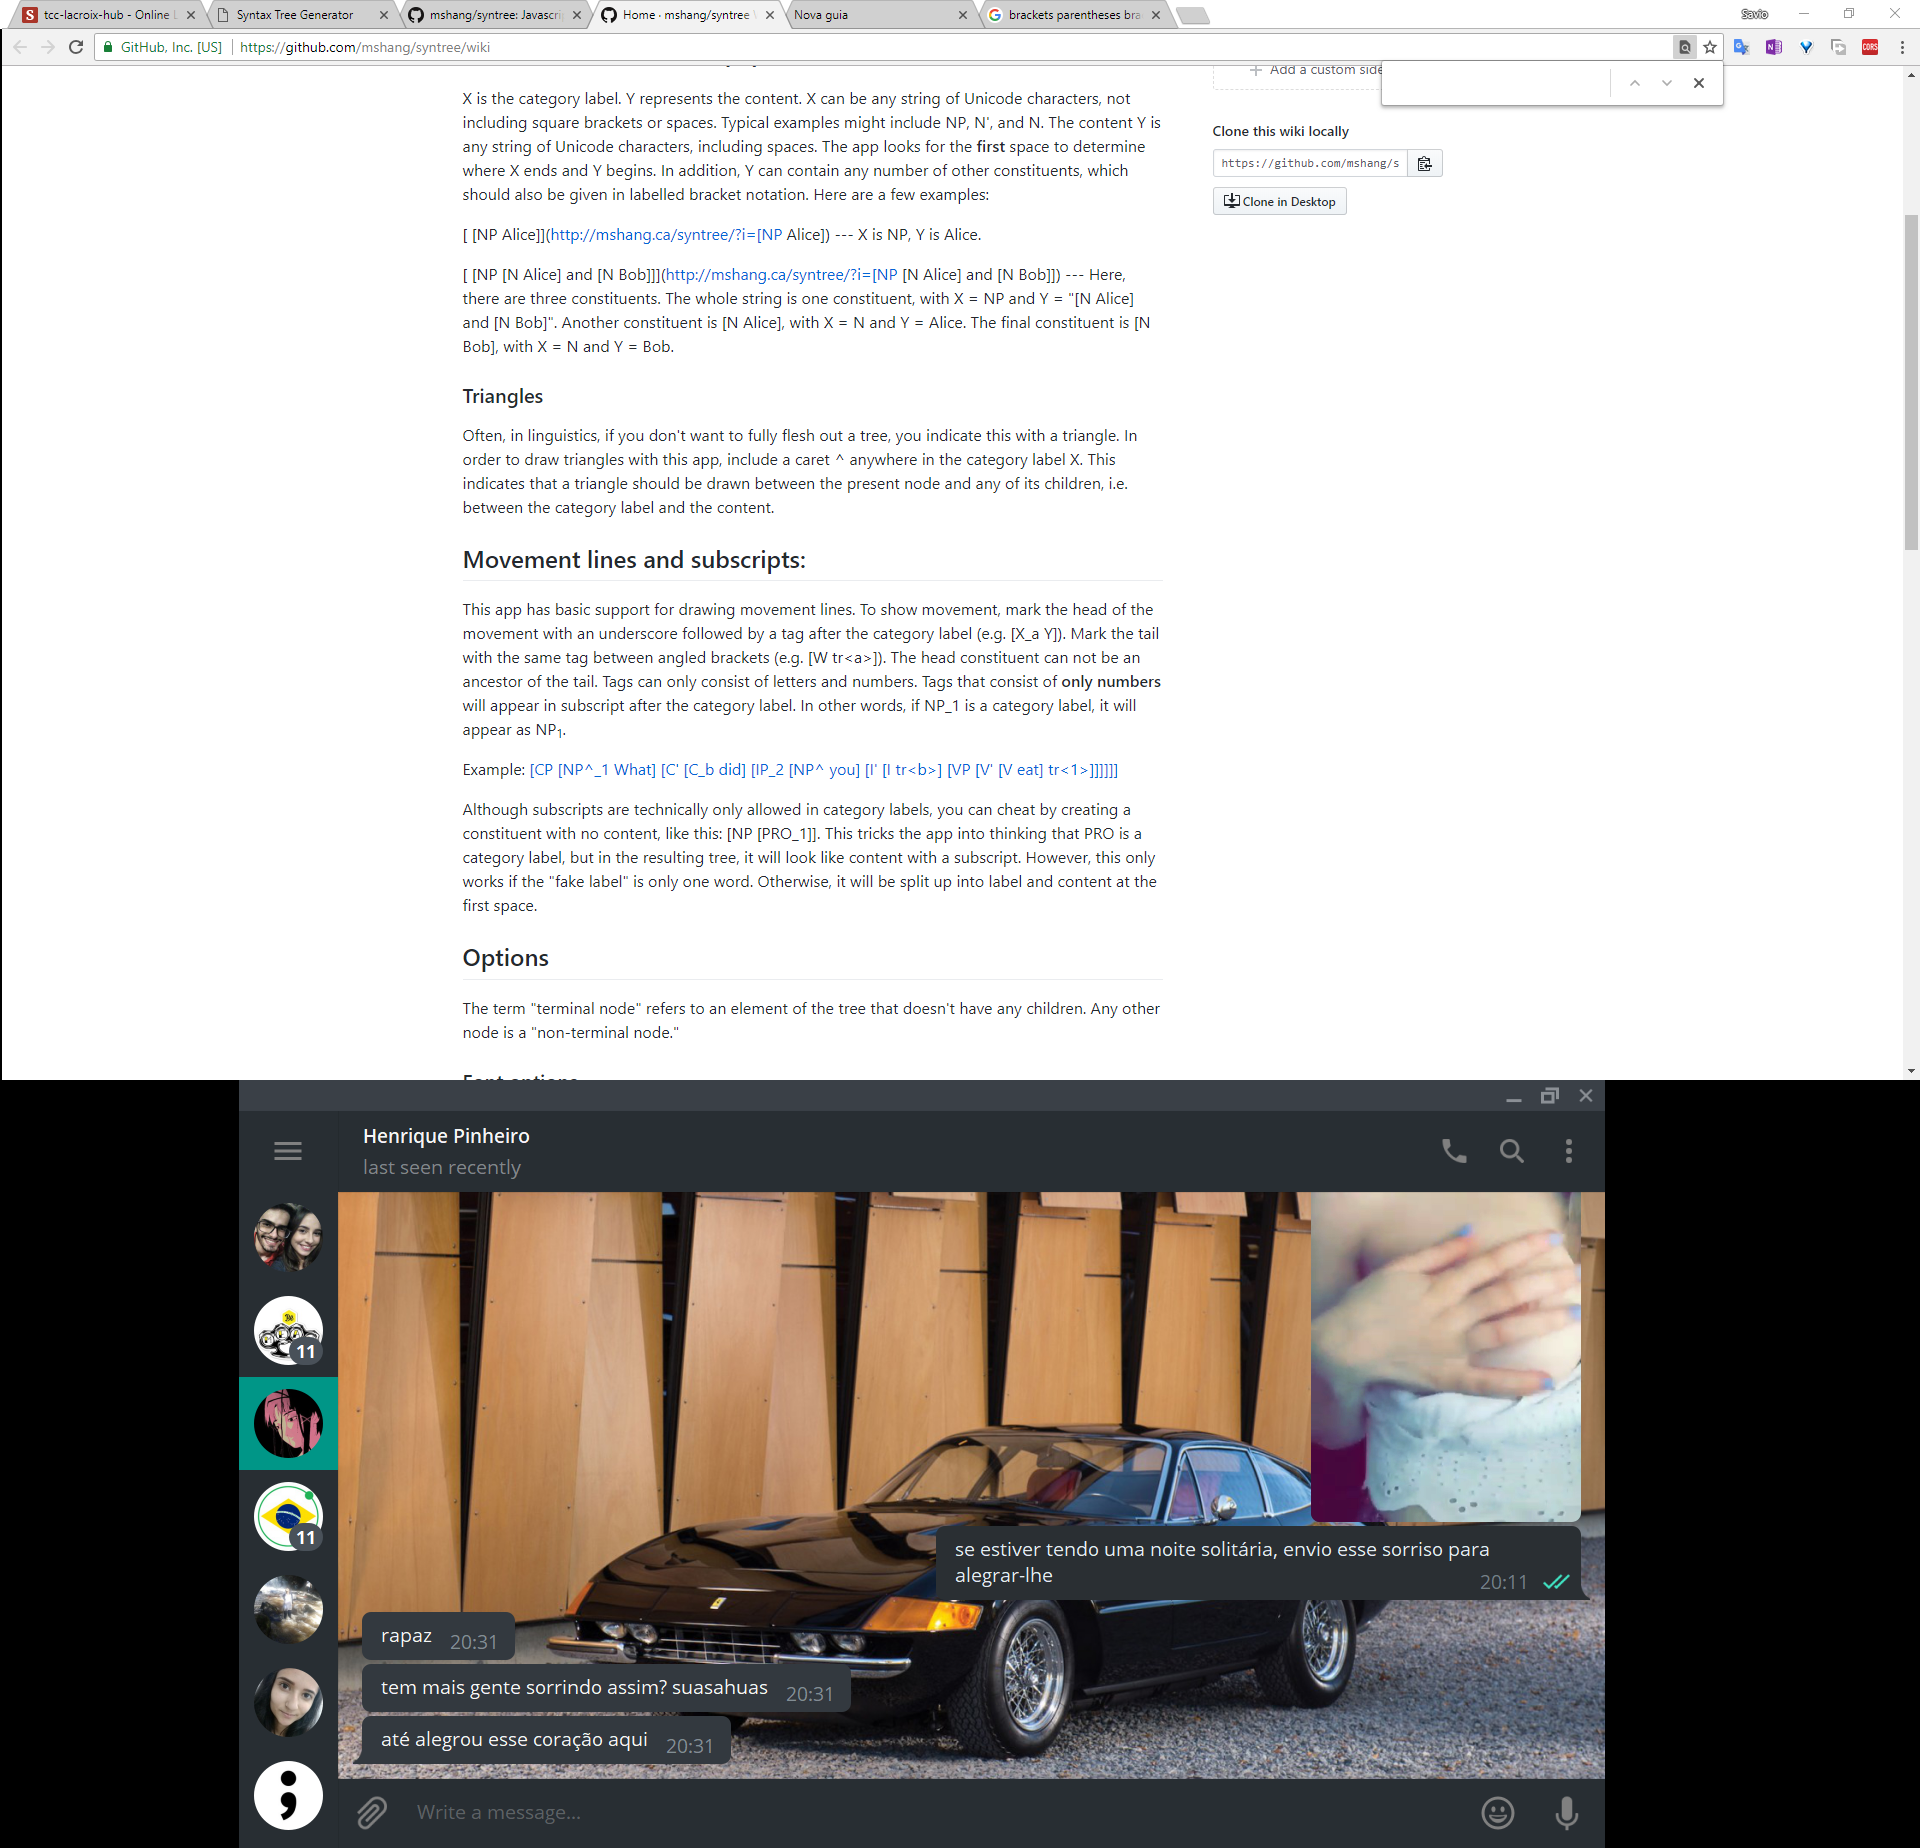 tcc-lacroix-hub - Online L
Syntax Tree Generator
mshang/syntree: Javascri
Home · mshang/syntree W
Nova guia
brackets parentheses bra
Savio
GitHub, Inc. [US]
https://github.com/mshang/syntree/wiki
CORS
Add a custom side
X is the category label. Y represents the content. X can be any string of Unicode characters, not
including square brackets or spaces. Typical examples might include NP, N', and N. The content Y is
any string of Unicode characters, including spaces. The app looks for the first space to determine
where X ends and Y begins. In addition, Y can contain any number of other constituents, which
should also be given in labelled bracket notation. Here are a few examples:
[ [NP Alice]](http://mshang.ca/syntree/?i=[NP Alice]) --- X is NP, Y is Alice.
[ [NP [N Alice] and [N Bob]]](http://mshang.ca/syntree/?i=[NP [N Alice] and [N Bob]]) --- Here,
there are three constituents. The whole string is one constituent, with X = NP and Y = "[N Alice]
and [N Bob]". Another constituent is [N Alice], with X = N and Y = Alice. The final constituent is [N
Bob], with X = N and Y = Bob.
Triangles
Often, in linguistics, if you don't want to fully flesh out a tree, you indicate this with a triangle. In
order to draw triangles with this app, include a caret ^ anywhere in the category label X. This
indicates that a triangle should be drawn between the present node and any of its children, i.e.
between the category label and the content.
Movement lines and subscripts:
This app has basic support for drawing movement lines. To show movement, mark the head of the
movement with an underscore followed by a tag after the category label (e.g. [X_a Y]). Mark the tail
with the same tag between angled brackets (e.g. [W tr<a>]). The head constituent can not be an
ancestor of the tail. Tags can only consist of letters and numbers. Tags that consist of only numbers
will appear in subscript after the category label. In other words, if NP_1 is a category label, it will
appear as NP1.
Example: [CP [NP^_1 What] [C' [C_b did] [IP_2 [NP^ you] [I' [I tr<b>] [VP [V' [V eat] tr<1>]]]]]]
Although subscripts are technically only allowed in category labels, you can cheat by creating a
constituent with no content, like this: [NP [PRO_1]]. This tricks the app into thinking that PRO is a
category label, but in the resulting tree, it will look like content with a subscript. However, this only
works if the "fake label" is only one word. Otherwise, it will be split up into label and content at the
first space.
Options
The term "terminal node" refers to an element of the tree that doesn't have any children. Any other
node is a "non-terminal node."
Clone this wiki locally
https://github.com/mshang/s
Clone in Desktop
Henrique Pinheiro
last seen recently
11
11
se estiver tendo uma noite solitária, envio esse sorriso para
alegrar-lhe
20:11
rapaz 20:31
tem mais gente sorrindo assim? suasahuas 20:31
até alegrou esse coração aqui 20:31
Write a message...